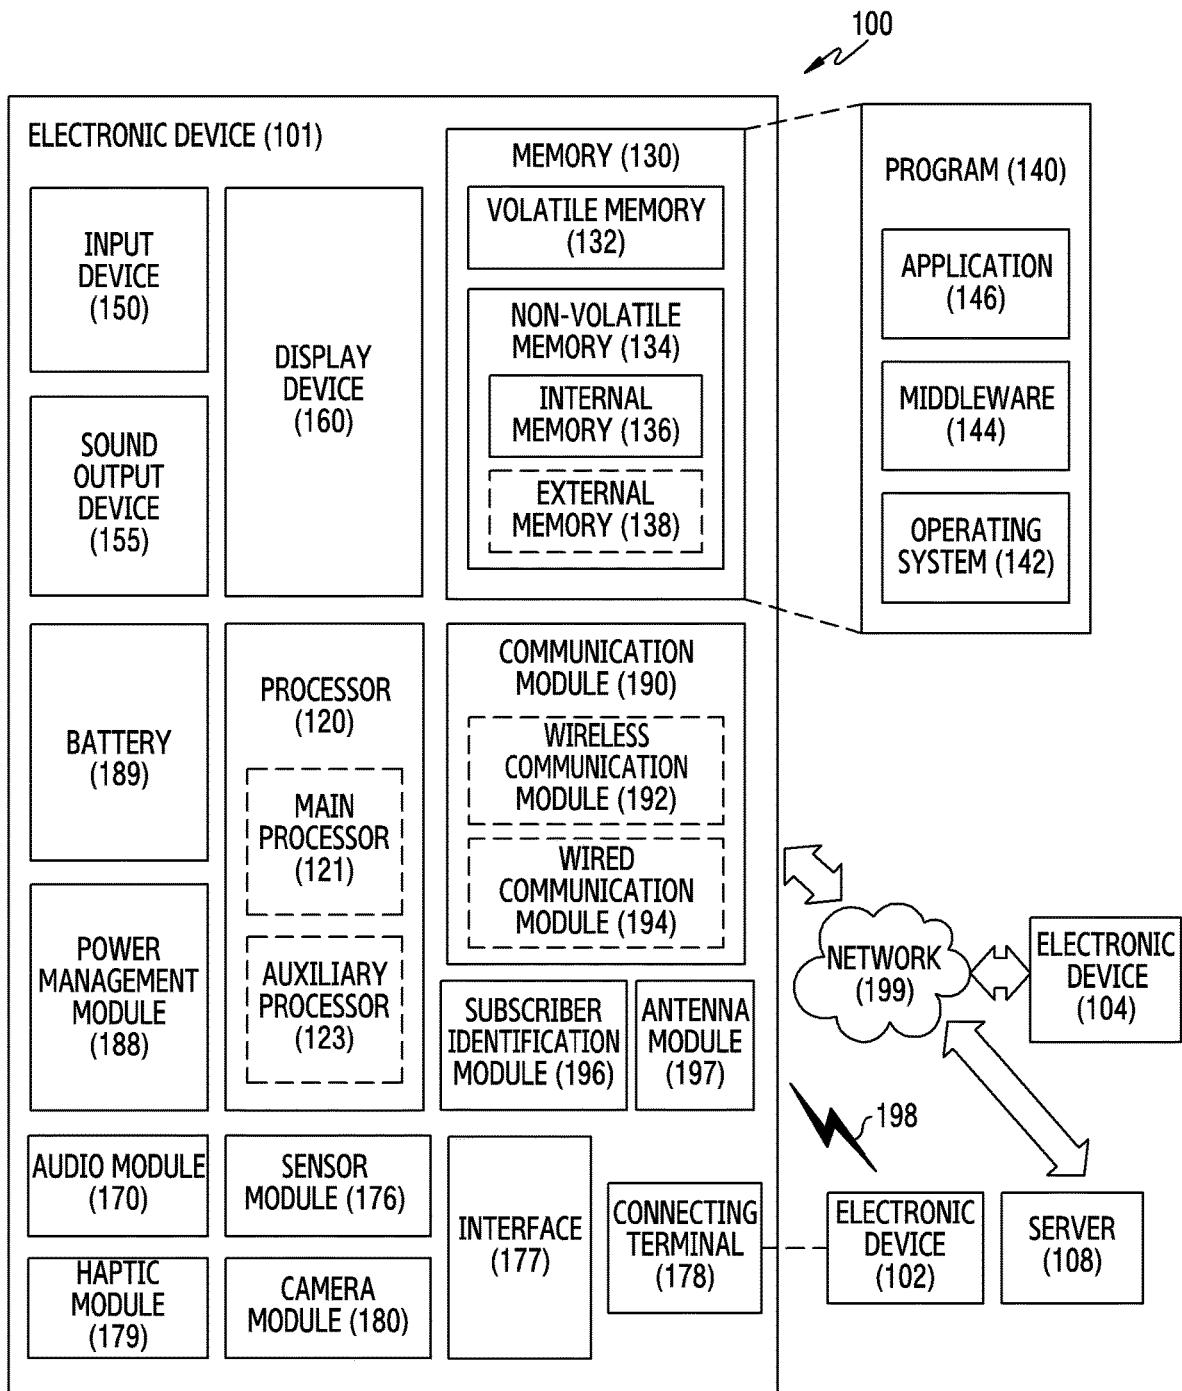 100
ELECTRONIC DEVICE (101)
INPUT
DEVICE
(150)
DISPLAY
DEVICE
(160)
SOUND
OUTPUT
DEVICE
(155)
MEMORY (130)
VOLATILE MEMORY
(132)
NON-VOLATILE
MEMORY (134)
INTERNAL
MEMORY (136)
EXTERNAL
MEMORY (138)
PROGRAM (140)
APPLICATION
(146)
MIDDLEWARE
(144)
OPERATING
SYSTEM (142)
BATTERY
(189)
PROCESSOR
(120)
MAIN
PROCESSOR
(121)
AUXILIARY
PROCESSOR
(123)
COMMUNICATION
MODULE (190)
WIRELESS
COMMUNICATION
MODULE (192)
WIRED
COMMUNICATION
MODULE (194)
POWER
MANAGEMENT
MODULE
(188)
SUBSCRIBER
IDENTIFICATION
MODULE (196)
ANTENNA
MODULE
(197)
NETWORK
(199)
ELECTRONIC
DEVICE
(104)
198
AUDIO MODULE
(170)
SENSOR
MODULE (176)
INTERFACE
(177)
CONNECTING
TERMINAL
(178)
ELECTRONIC
DEVICE
(102)
SERVER
(108)
HAPTIC
MODULE
(179)
CAMERA
MODULE (180)